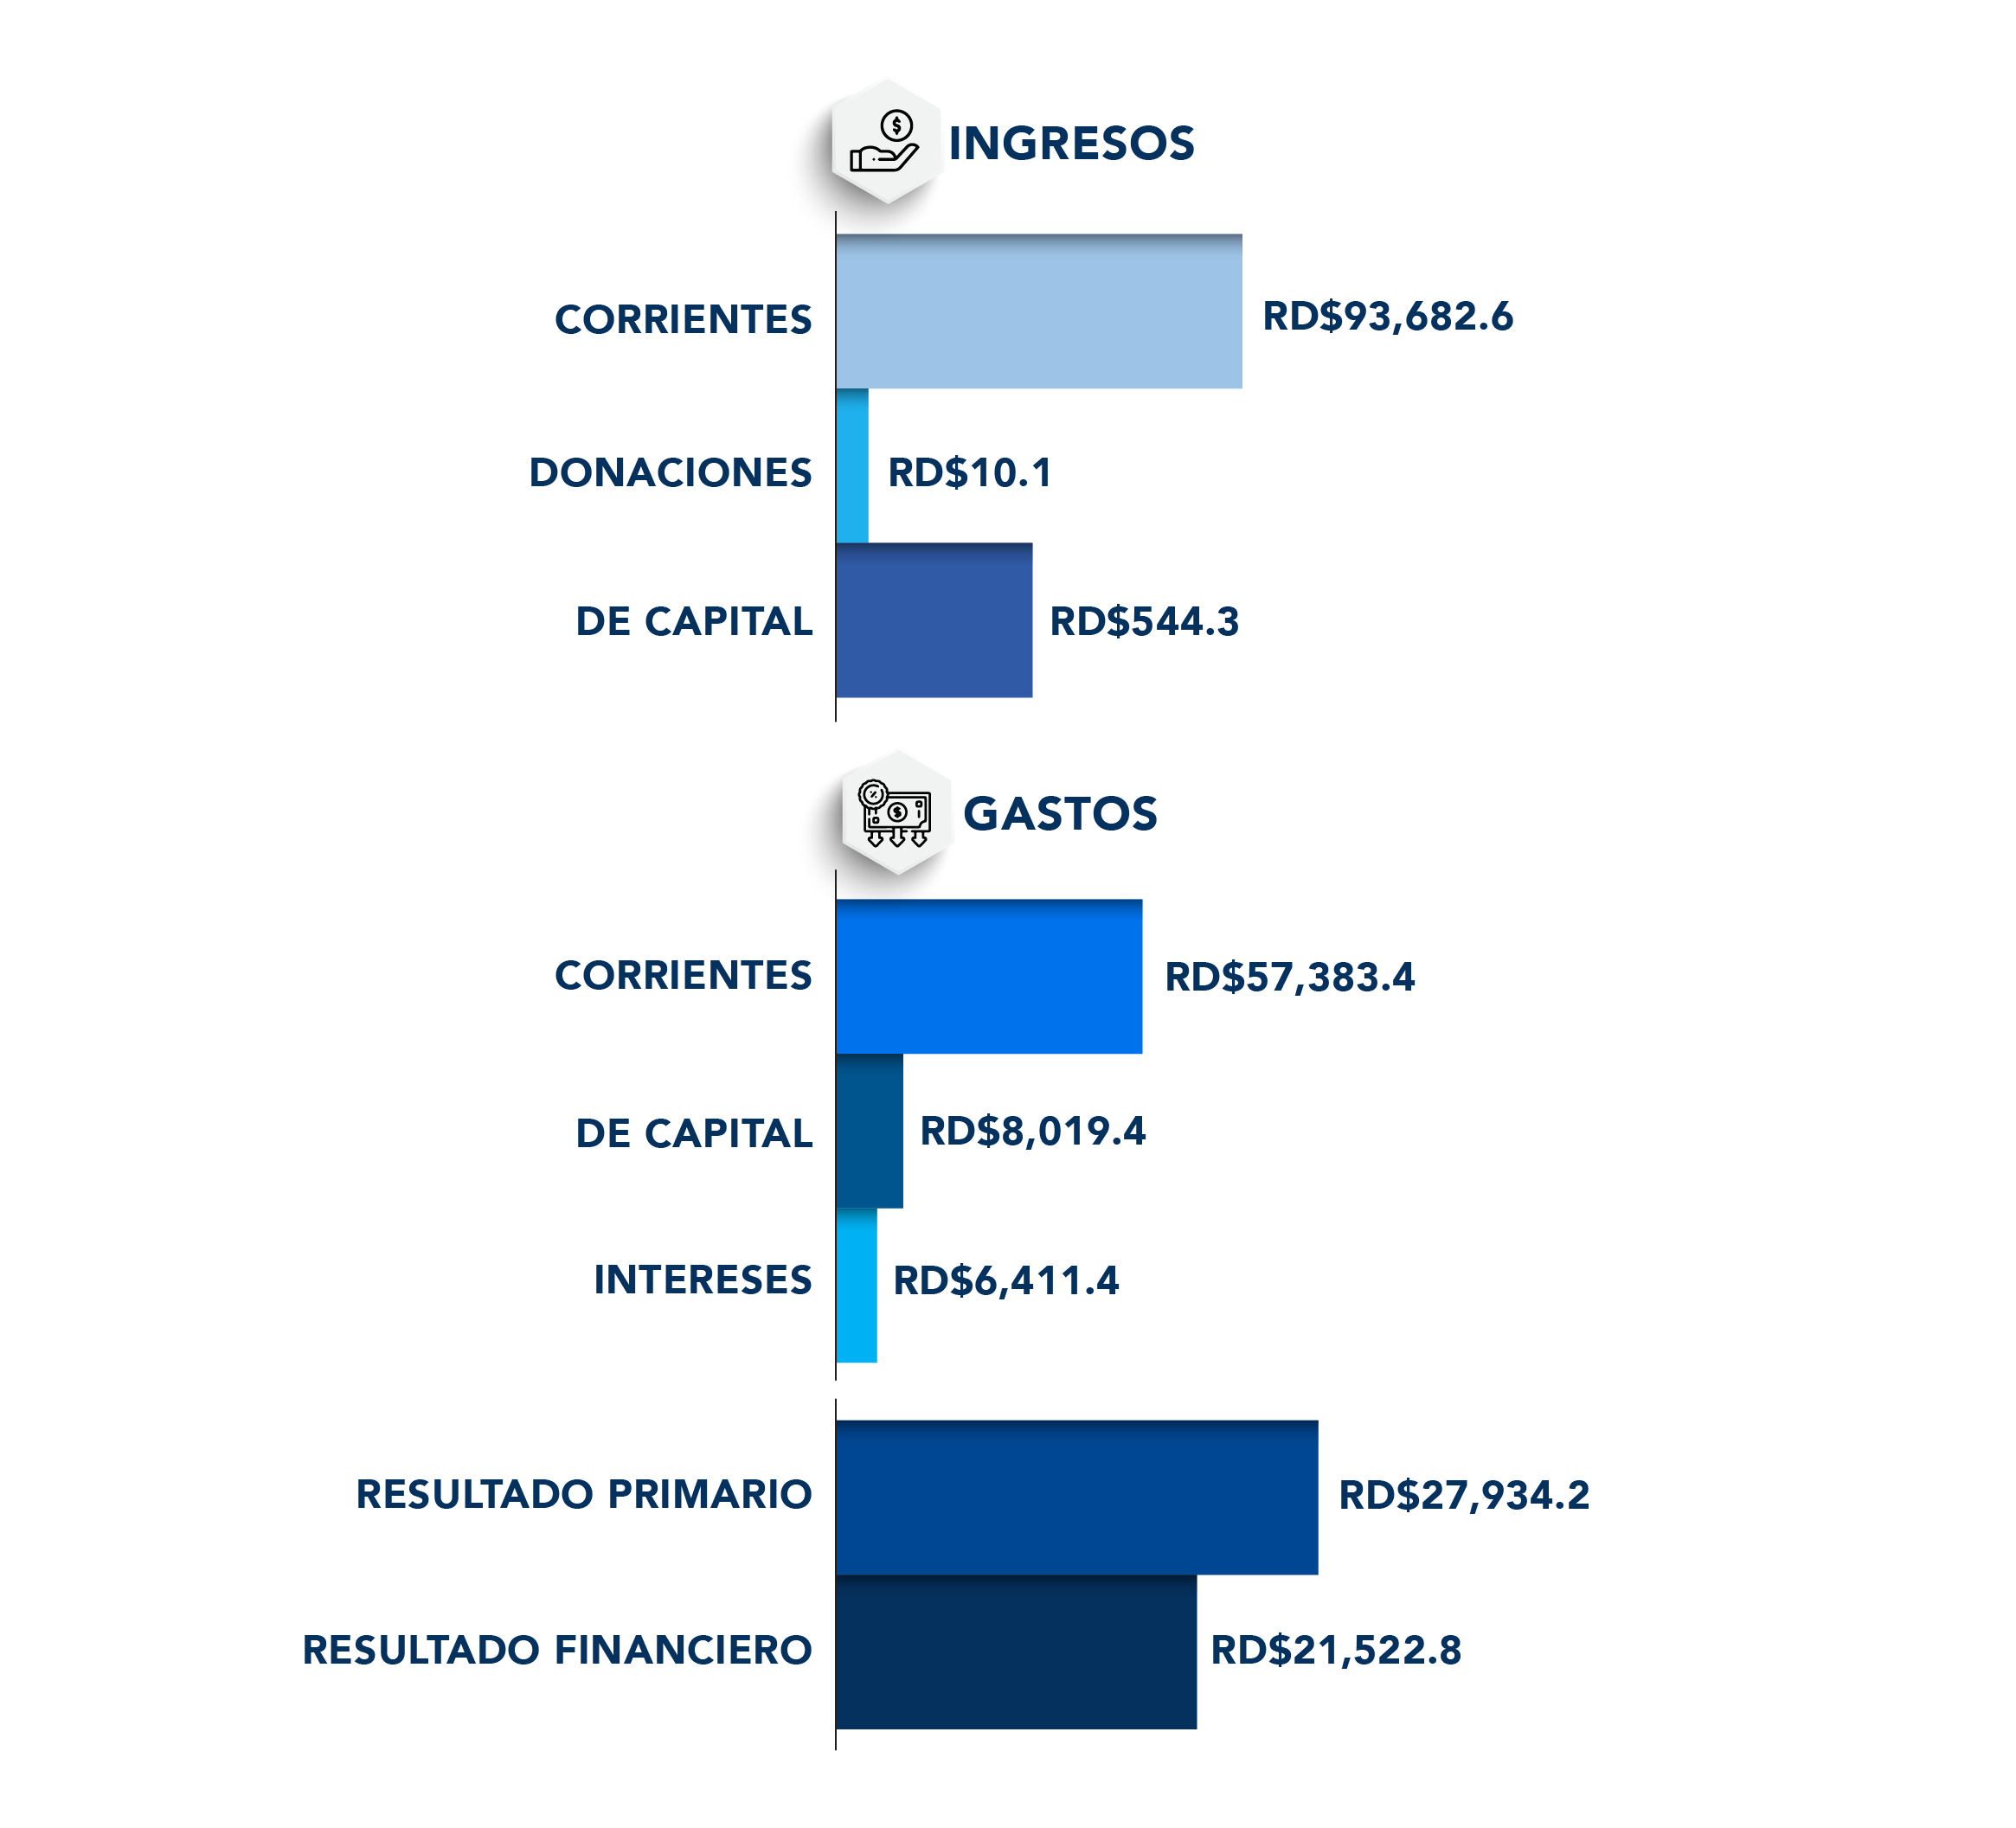 INGRESOS
CORRIENTES RD$93,682.6
DONACIONES RD$10.1
DE CAPITAL RD$544.3
GASTOS
CORRIENTES RD$57,383.4
DE CAPITAL RD$8,019.4
INTERESES RD$6,411.4
RESULTADO PRIMARIO RD$27,934.2
RESULTADO FINANCIERO RD$21,522.8